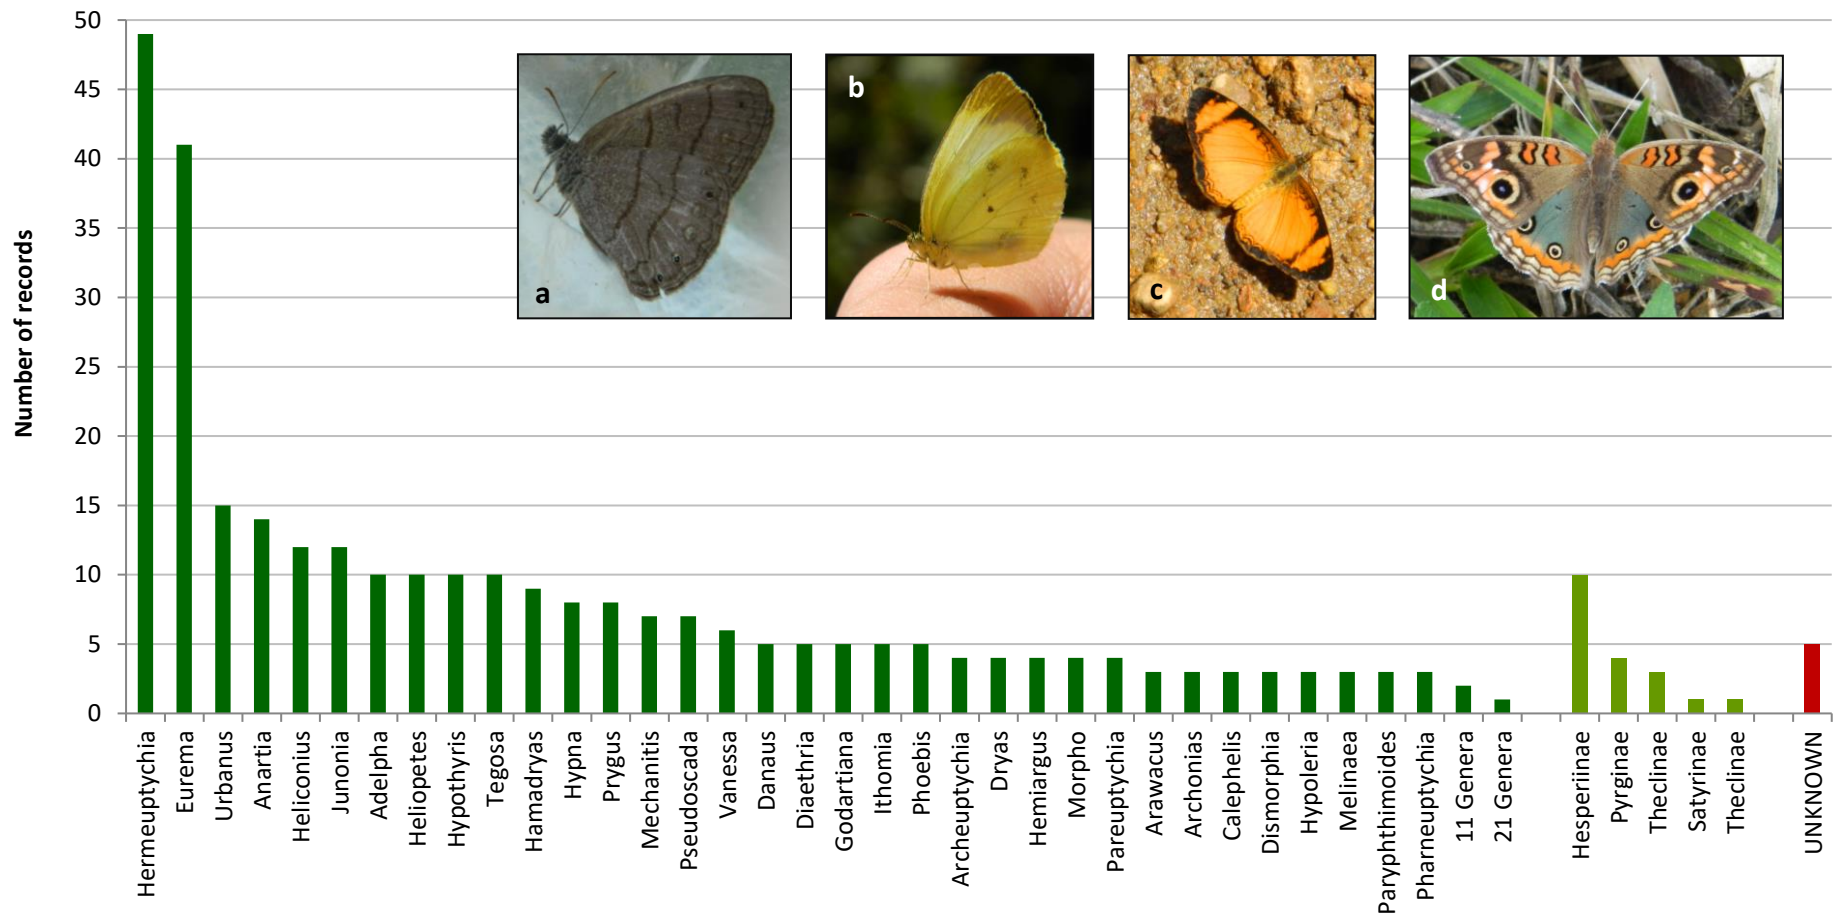 50
45
40
35
30
25
20
15
10
5
0
Number of records
a
b
c
d
Hermeuptychia
Eurema
Urbanus
Anartia
Heliconius
Junonia
Adelpha
Heliopetes
Hypothyris
Tegosa
Hamadryas
Hypna
Prygus
Mechanitis
Pseudoscada
Vanessa
Danaus
Diaethria
Godartiana
Ithomia
Phoebis
Archeuptychia
Dryas
Hemiargus
Morpho
Pareuptychia
Arawacus
Archonias
Calephelis
Dismorphia
Hypoleria
Melinaea
Paryphthimoides
Pharneuptychia
11 Genera
21 Genera
Hesperiinae
Pyrginae
Theclinae
Satyrinae
Theclinae
UNKNOWN